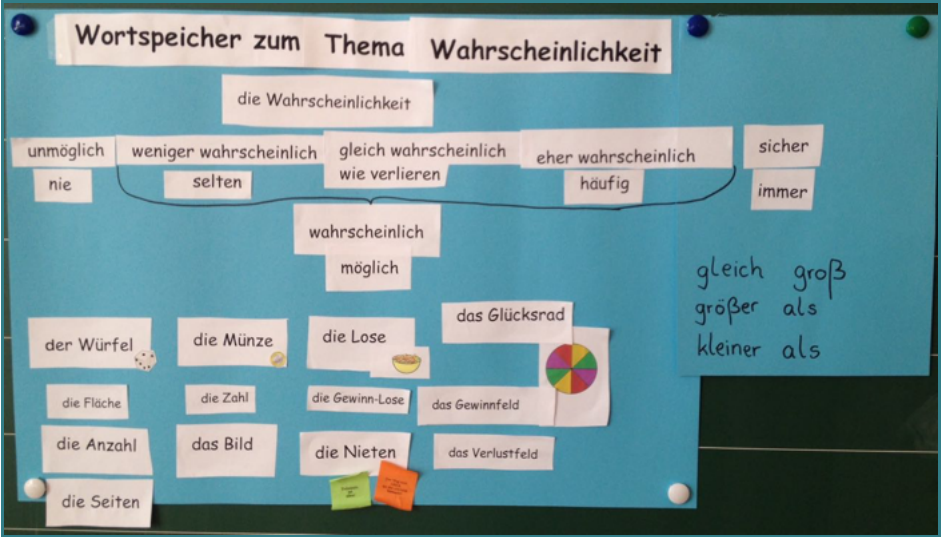 Wortspeicher zum Thema Wahrscheinlichkeit
die Wahrscheinlichkeit
unmöglich
nie
weniger wahrscheinlich
selten
gleich wahrscheinlich
wie verlieren
eher wahrscheinlich
häufig
sicher
immer
wahrscheinlich
möglich
gleich groß
größer als
kleiner als
der Würfel
die Fläche
die Anzahl
die Seiten
die Münze
die Zahl
das Bild
die Lose
die Gewinn-Lose
die Nieten
das Glücksrad
das Gewinnfeld
das Verlustfeld